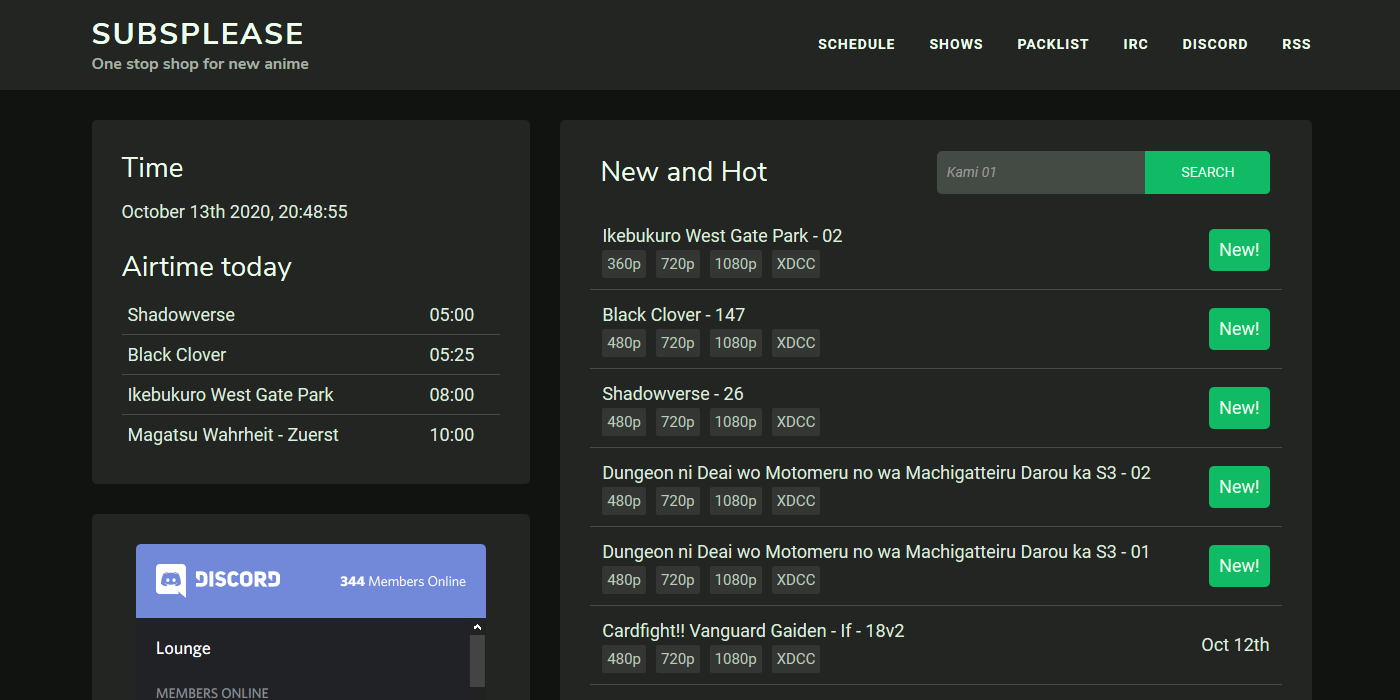 SUBSPLEASE
One stop shop for new anime
SCHEDULE SHOWS PACKLIST IRC DISCORD RSS
Time
October 13th 2020, 20:48:55
Airtime today
Shadowverse 05:00
Black Clover 05:25
Ikebukuro West Gate Park 08:00
Magatsu Wahrheit - Zuerst 10:00
DISCORD 344 Members Online
Lounge
MEMBERS ONLINE
New and Hot
Kami 01 SEARCH
Ikebukuro West Gate Park - 02 New!
360p 720p 1080p XDCC
Black Clover - 147 New!
480p 720p 1080p XDCC
Shadowverse - 26 New!
480p 720p 1080p XDCC
Dungeon ni Deai wo Motomeru no wa Machigatteiru Darou ka S3 - 02 New!
480p 720p 1080p XDCC
Dungeon ni Deai wo Motomeru no wa Machigatteiru Darou ka S3 - 01 New!
480p 720p 1080p XDCC
Cardfight!! Vanguard Gaiden - If - 18v2 Oct 12th
480p 720p 1080p XDCC